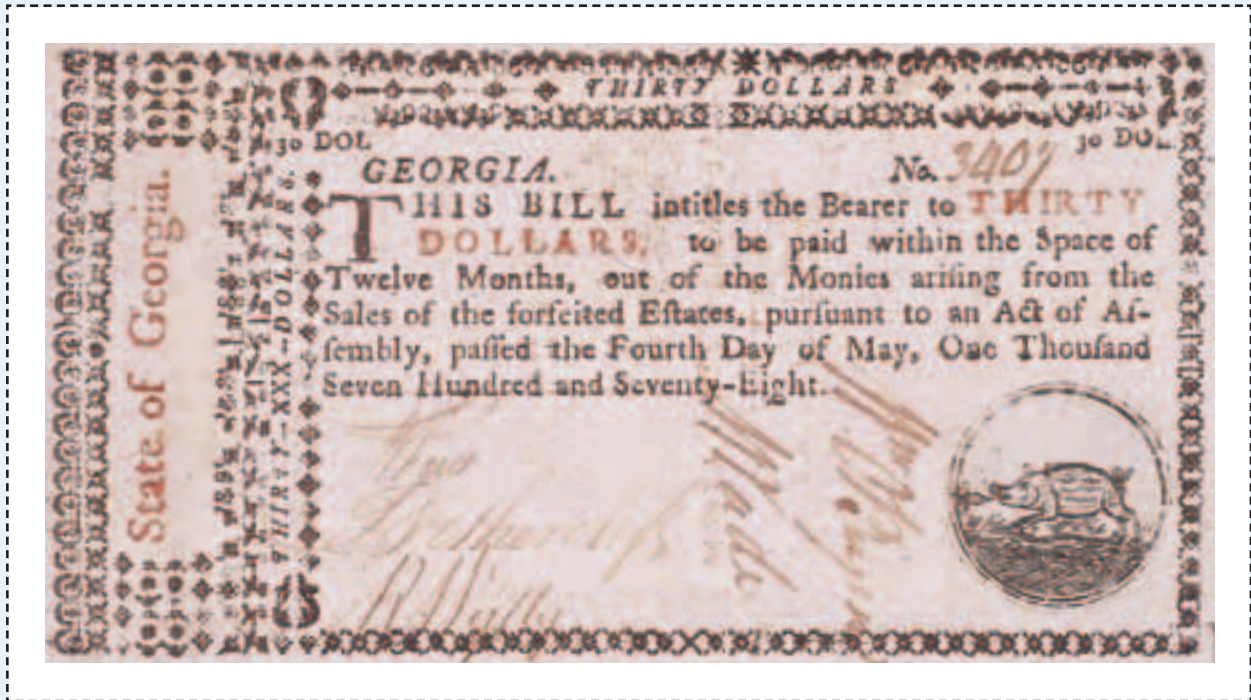 THIRTY DOLLARS
30 DOL
30 DOL
GEORGIA. No. 3407
THIS BILL intitles the Bearer to THIRTY
DOLLARS, to be paid within the Space of
Twelve Months, out of the Monies ariſing from the
Sales of the forfeited Eſtates, purſuant to an Act of Aſ-
ſembly, paſſed the Fourth Day of May, One Thouſand
Seven Hundred and Seventy-Eight.
State of Georgia.
THIRTY-XXX-DOLLARS.